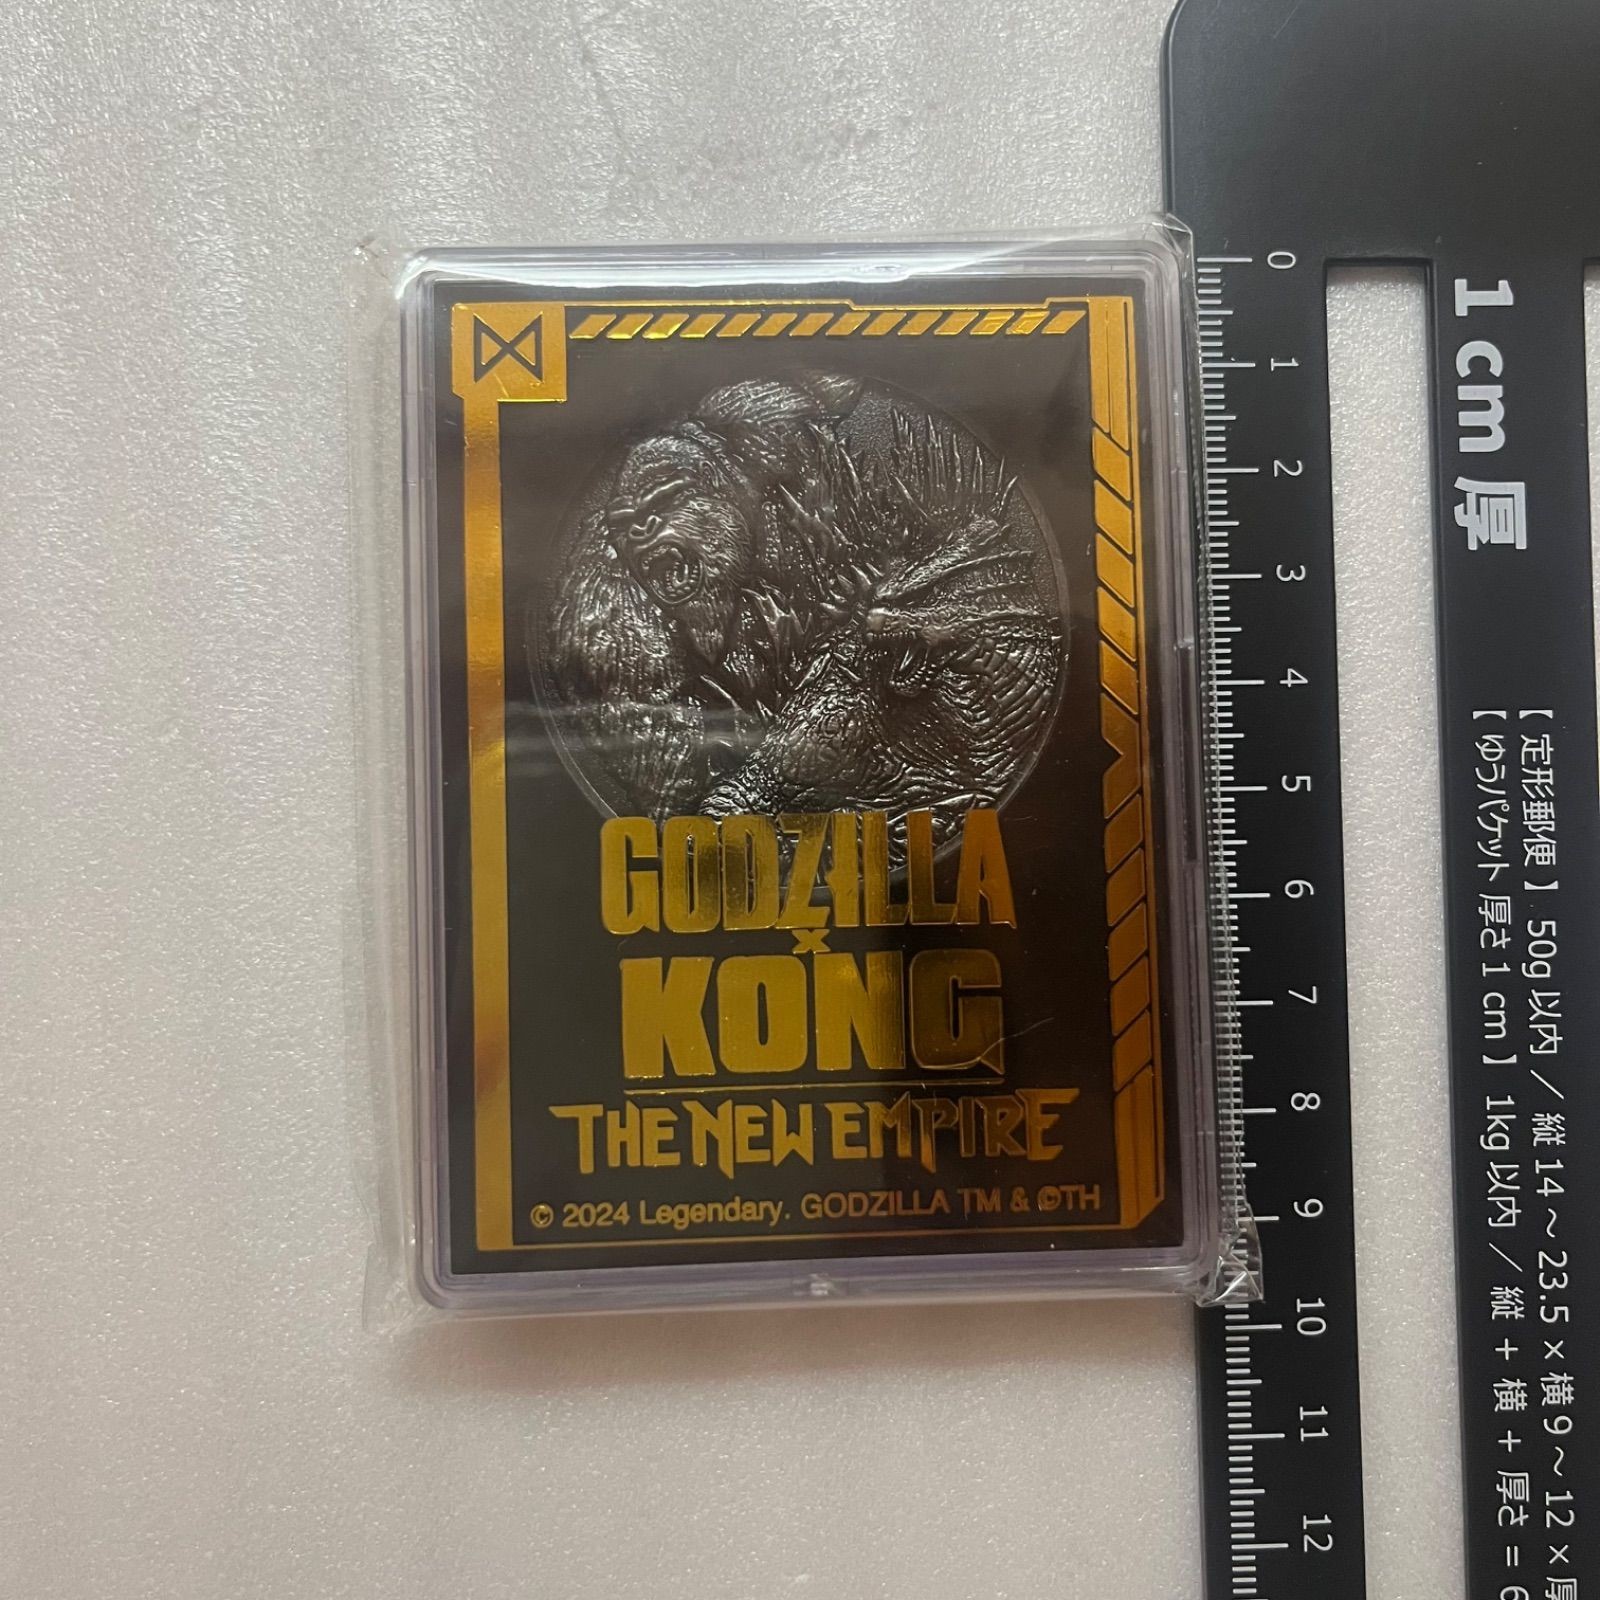 GODZILLA
x
KONG
THE NEW EMPIRE
© 2024 Legendary. GODZILLA TM & ©TH
0
1
2
3
4
5
6
7
8
9
10
11
12
1cm厚
【定形郵便】50g以内/縦14~23.5×横9~12×厚
【ゆうパケット厚さ1cm】1kg以内/縦+横+厚さ=6